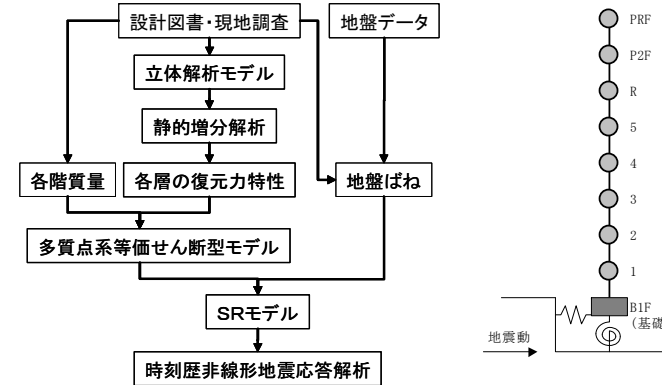 設計図書・現地調査
地盤データ
立体解析モデル
静的増分解析
各階質量
各層の復元力特性
地盤ばね
多質点系等価せん断型モデル
SRモデル
時刻歴非線形地震応答解析
PRF
P2F
R
5
4
3
2
1
B1F
(基礎
地震動